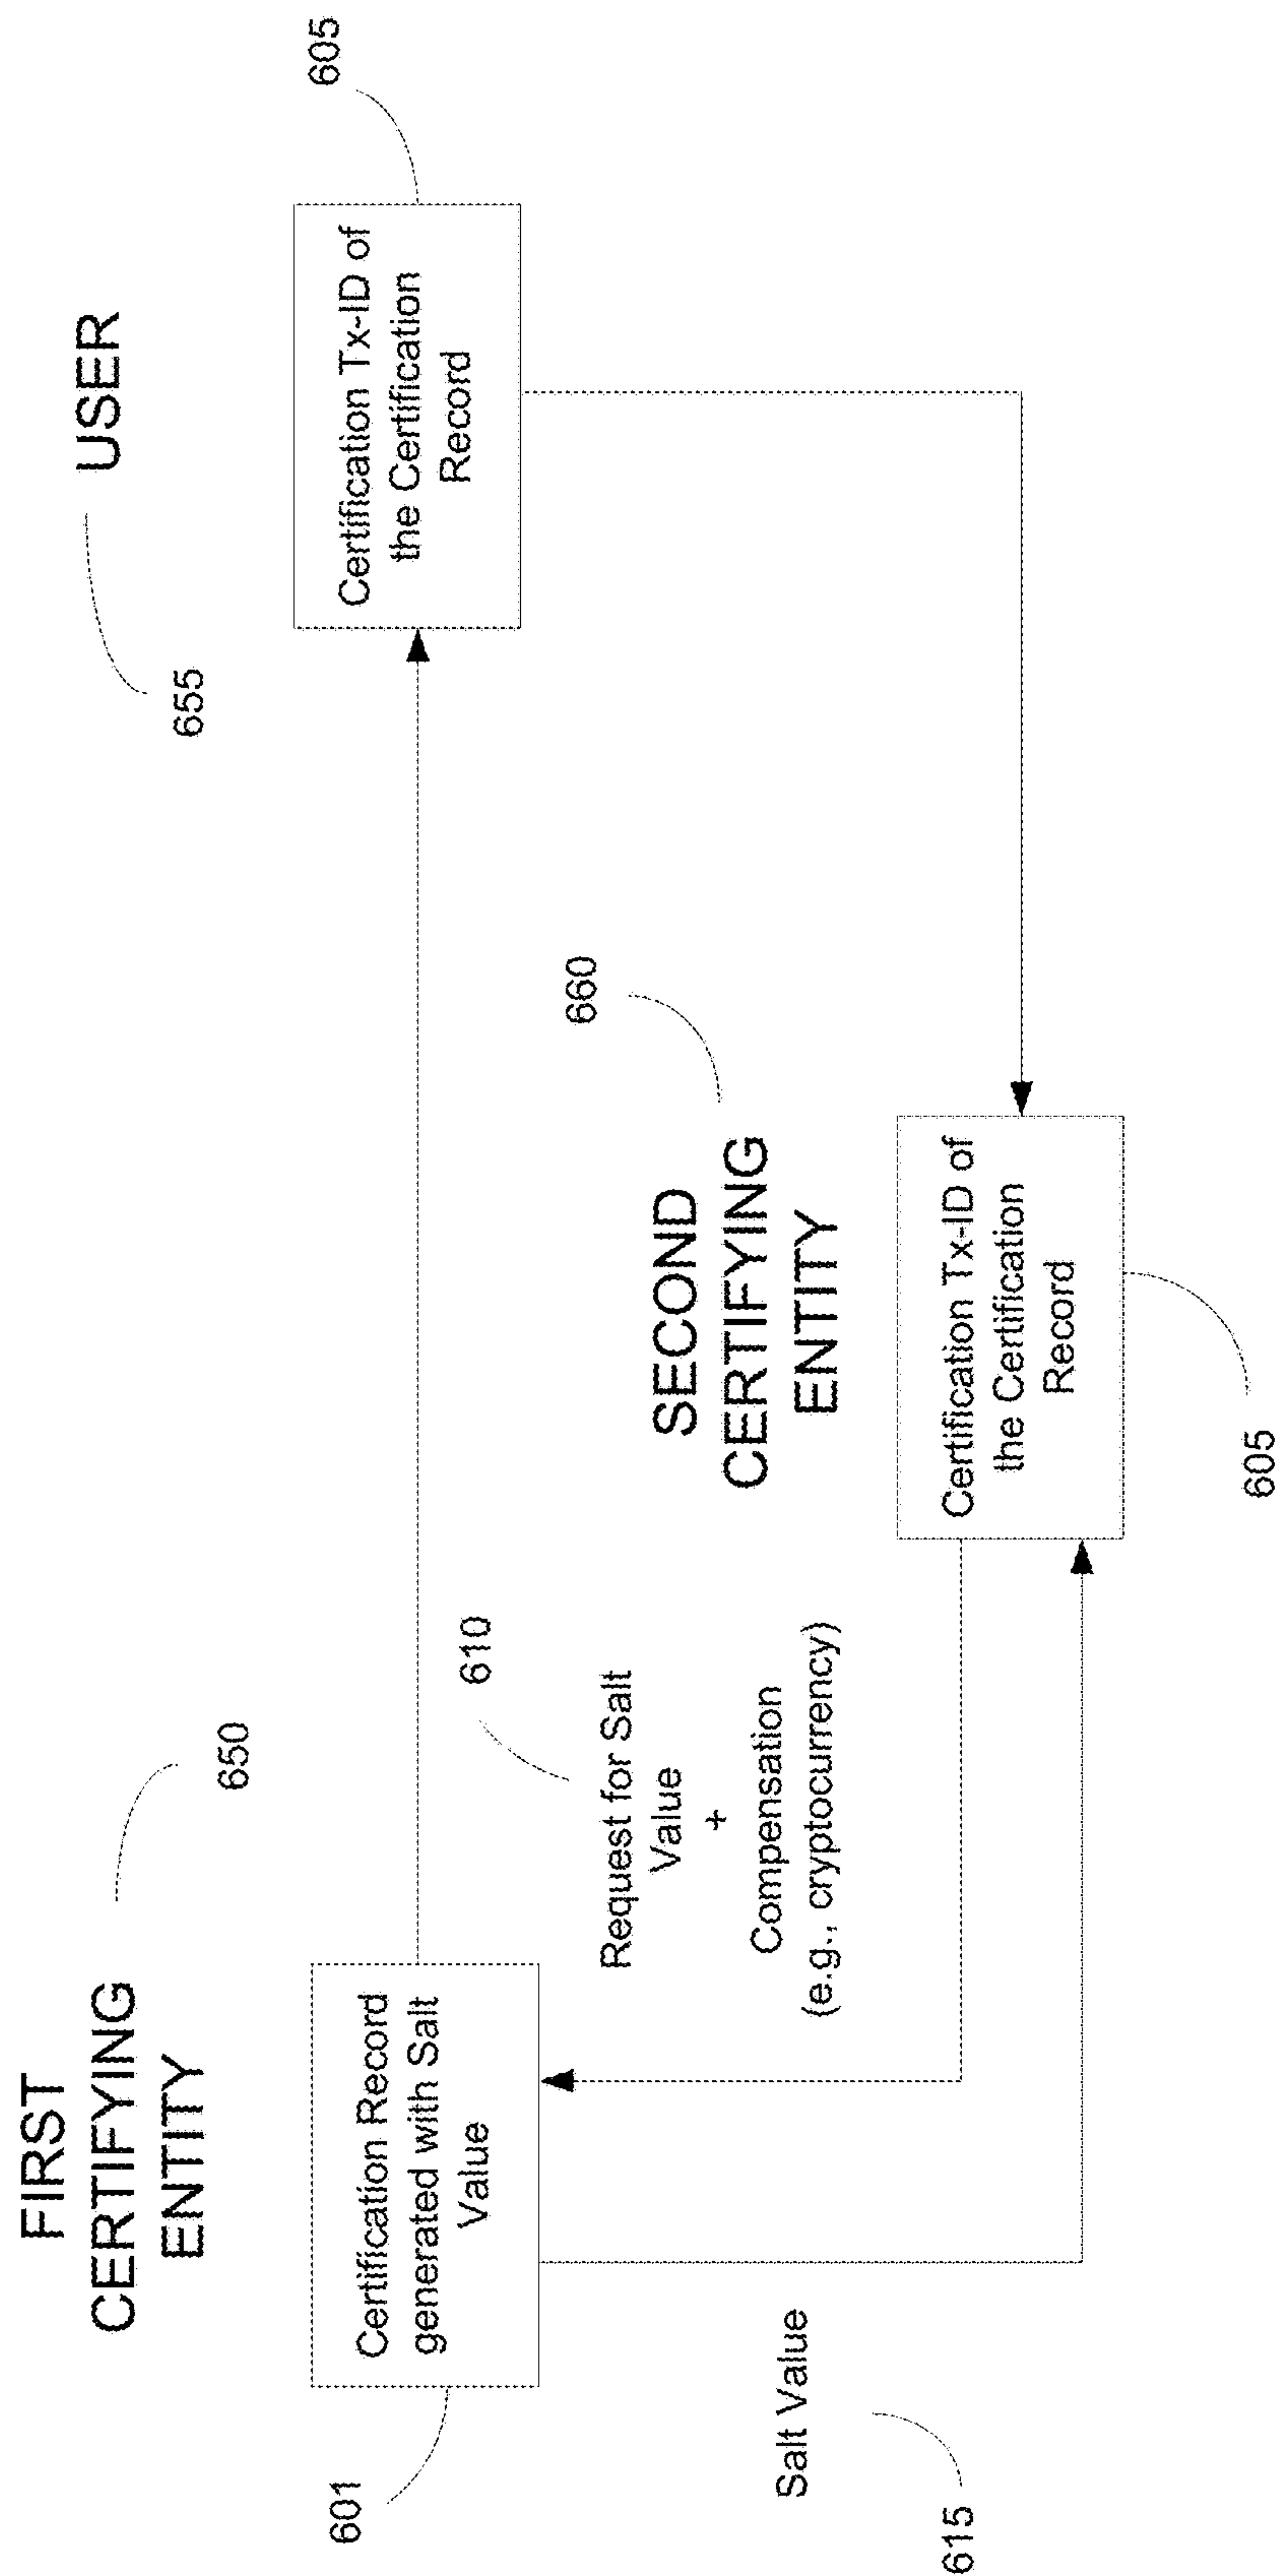 FIRST
CERTIFYING
ENTITY
650
USER
655
601
Certification Record
generated with Salt
Value
Certification Tx-ID of
the Certification
Record
605
610
Request for Salt
Value
+
Compensation
(e.g., cryptocurrency)
660
SECOND
CERTIFYING
ENTITY
Salt Value
615
Certification Tx-ID of
the Certification
Record
605